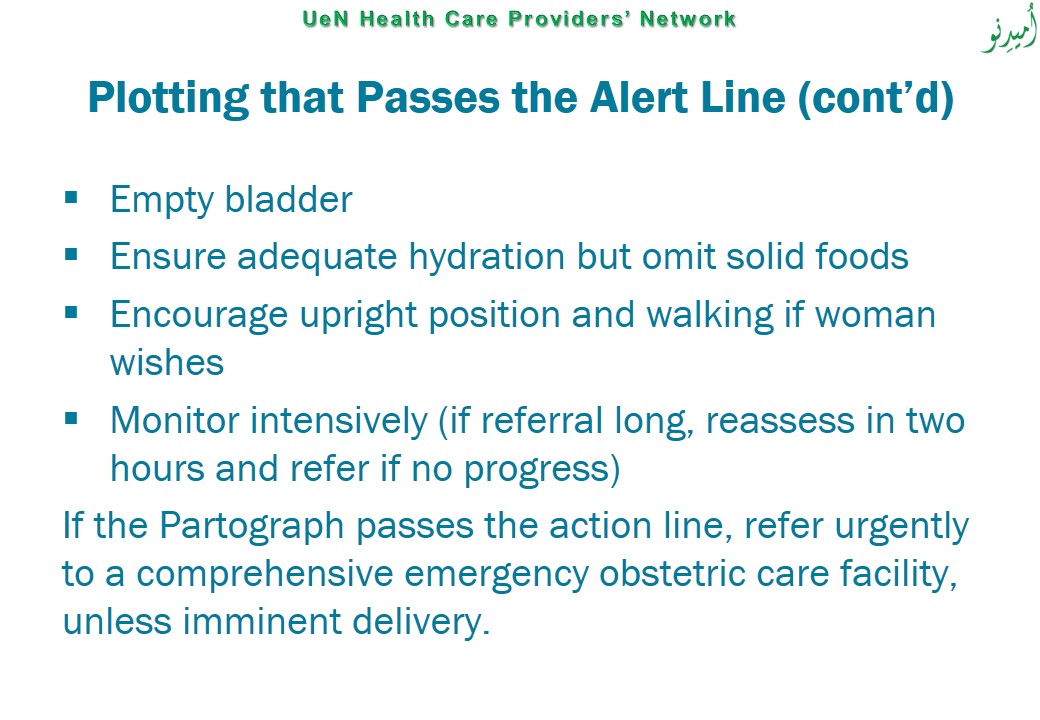 UeN Health Care Providers’ Network
اُميدِنو
Plotting that Passes the Alert Line (cont’d)
▪ Empty bladder
▪ Ensure adequate hydration but omit solid foods
▪ Encourage upright position and walking if woman
wishes
▪ Monitor intensively (if referral long, reassess in two
hours and refer if no progress)
If the Partograph passes the action line, refer urgently
to a comprehensive emergency obstetric care facility,
unless imminent delivery.